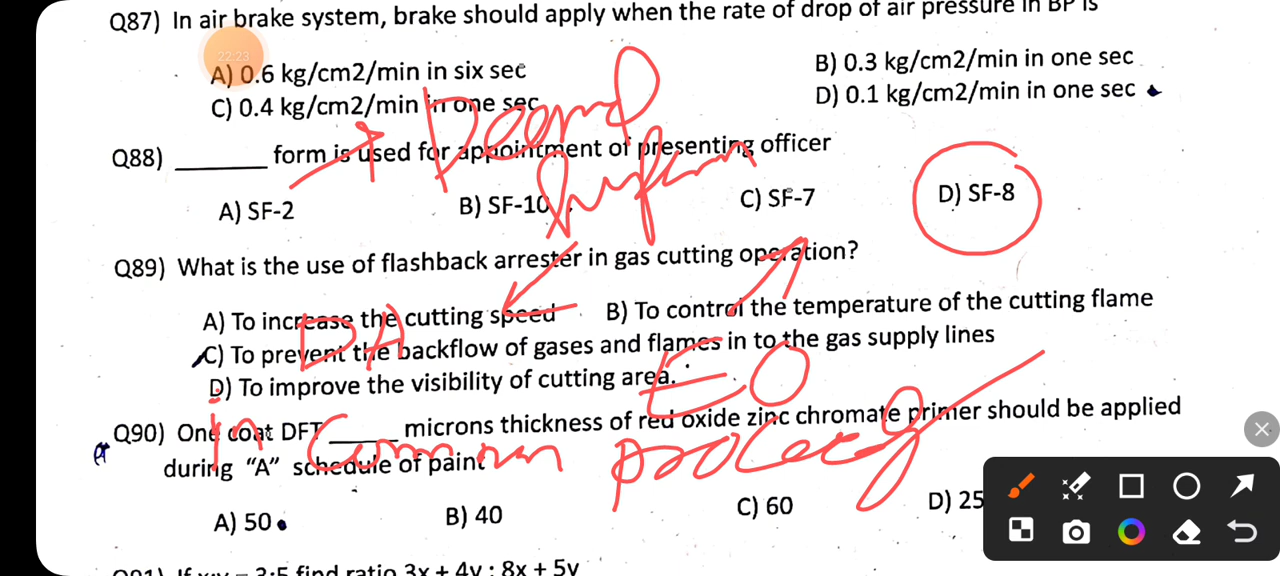 Q87) In air brake system, brake should apply when the rate of drop of air pressure in BP is
22:23
A) 0.6 kg/cm2/min in six sec B) 0.3 kg/cm2/min in one sec
C) 0.4 kg/cm2/min in one sec D) 0.1 kg/cm2/min in one sec
Q88) ______ form is used for appointment of presenting officer
A) SF-2 B) SF-10 C) SF-7 D) SF-8
Q89) What is the use of flashback arrester in gas cutting operation?
A) To increase the cutting speed B) To control the temperature of the cutting flame
C) To prevent the backflow of gases and flames in to the gas supply lines
DA
EO
D) To improve the visibility of cutting area.
Q90) One coat DFT _____ microns thickness of red oxide zinc chromate primer should be applied
in Common
during "A" schedule of paint
A) 50 B) 40 C) 60 D) 25
3x + 4y : 8x + 5y